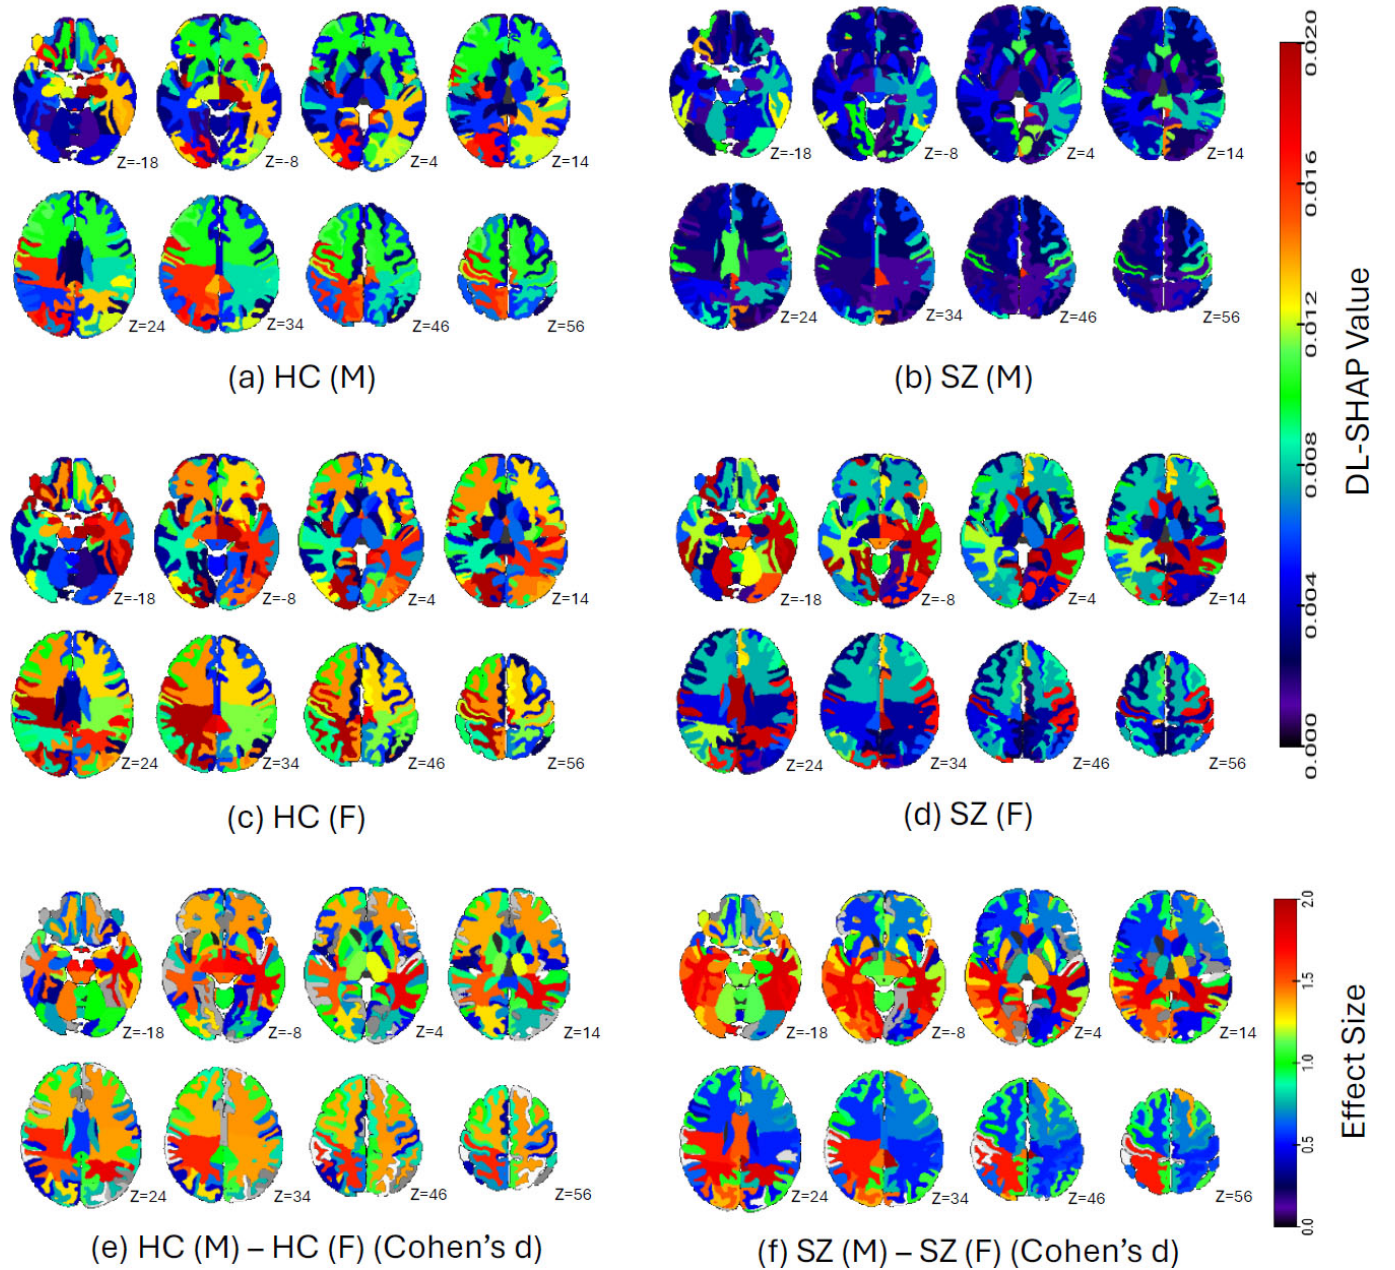 Z=-18
Z=-8
Z=4
Z=14
Z=24
Z=34
Z=46
Z=56
(a) HC (M)
Z=-18
Z=-8
Z=4
Z=14
Z=24
Z=34
Z=46
Z=56
(b) SZ (M)
0.020
0.016
0.012
0.008
0.004
0.000
DL-SHAP Value
Z=-18
Z=-8
Z=4
Z=14
Z=24
Z=34
Z=46
Z=56
(c) HC (F)
Z=-18
Z=-8
Z=4
Z=14
Z=24
Z=34
Z=46
Z=56
(d) SZ (F)
Z=-18
Z=-8
Z=4
Z=14
Z=24
Z=34
Z=46
Z=56
(e) HC (M) – HC (F) (Cohen’s d)
Z=-18
Z=-8
Z=4
Z=14
Z=24
Z=34
Z=46
Z=56
(f) SZ (M) – SZ (F) (Cohen’s d)
2.0
1.5
1.0
0.5
0.0
Effect Size